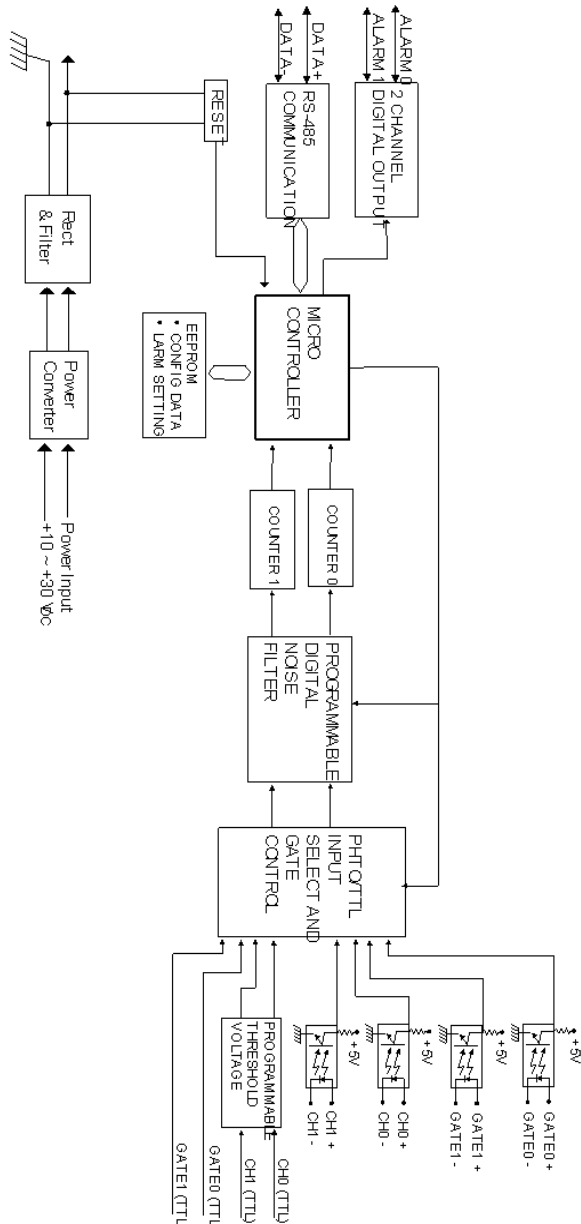 DATA-
DATA+
ALARM 1
ALARM 0
RESET
RS-485
COMMUNICATION
2 CHANNEL
DIGITAL OUTPUT
Rect
& Filter
Power
Converter
Power Input
+10 ~ +30 Vdc
EEPROM
• CONFIG DATA
• LARM SETTING
MICRO
CONTROLLER
COUNTER 0
COUNTER 1
PROGRAMMABLE
DIGITAL
NOISE
FILTER
PHTO/TTL
INPUT
SELECT AND
GATE
CONTROL
+5V
GATE0 +
GATE0 -
+5V
GATE1 +
GATE1 -
+5V
CH0 +
CH0 -
+5V
CH1 +
CH1 -
PROGRAMMABLE
THRESHOLD
VOLTAGE
CH0 (TTL)
CH1 (TTL)
GATE0 (TTL
GATE1 (TTL